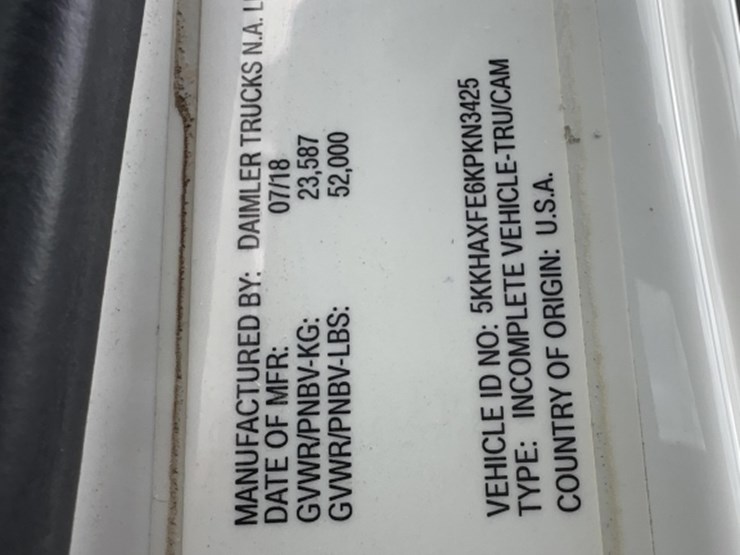 MANUFACTURED BY: DAIMLER TRUCKS N.A.
DATE OF MFR: 07/18
GVWR/PNBV-KG: 23,587
GVWR/PNBV-LBS: 52,000
VEHICLE ID NO: 5KKHAXFE6KPKN3425
TYPE: INCOMPLETE VEHICLE-TRU/CAM
COUNTRY OF ORIGIN: U.S.A.